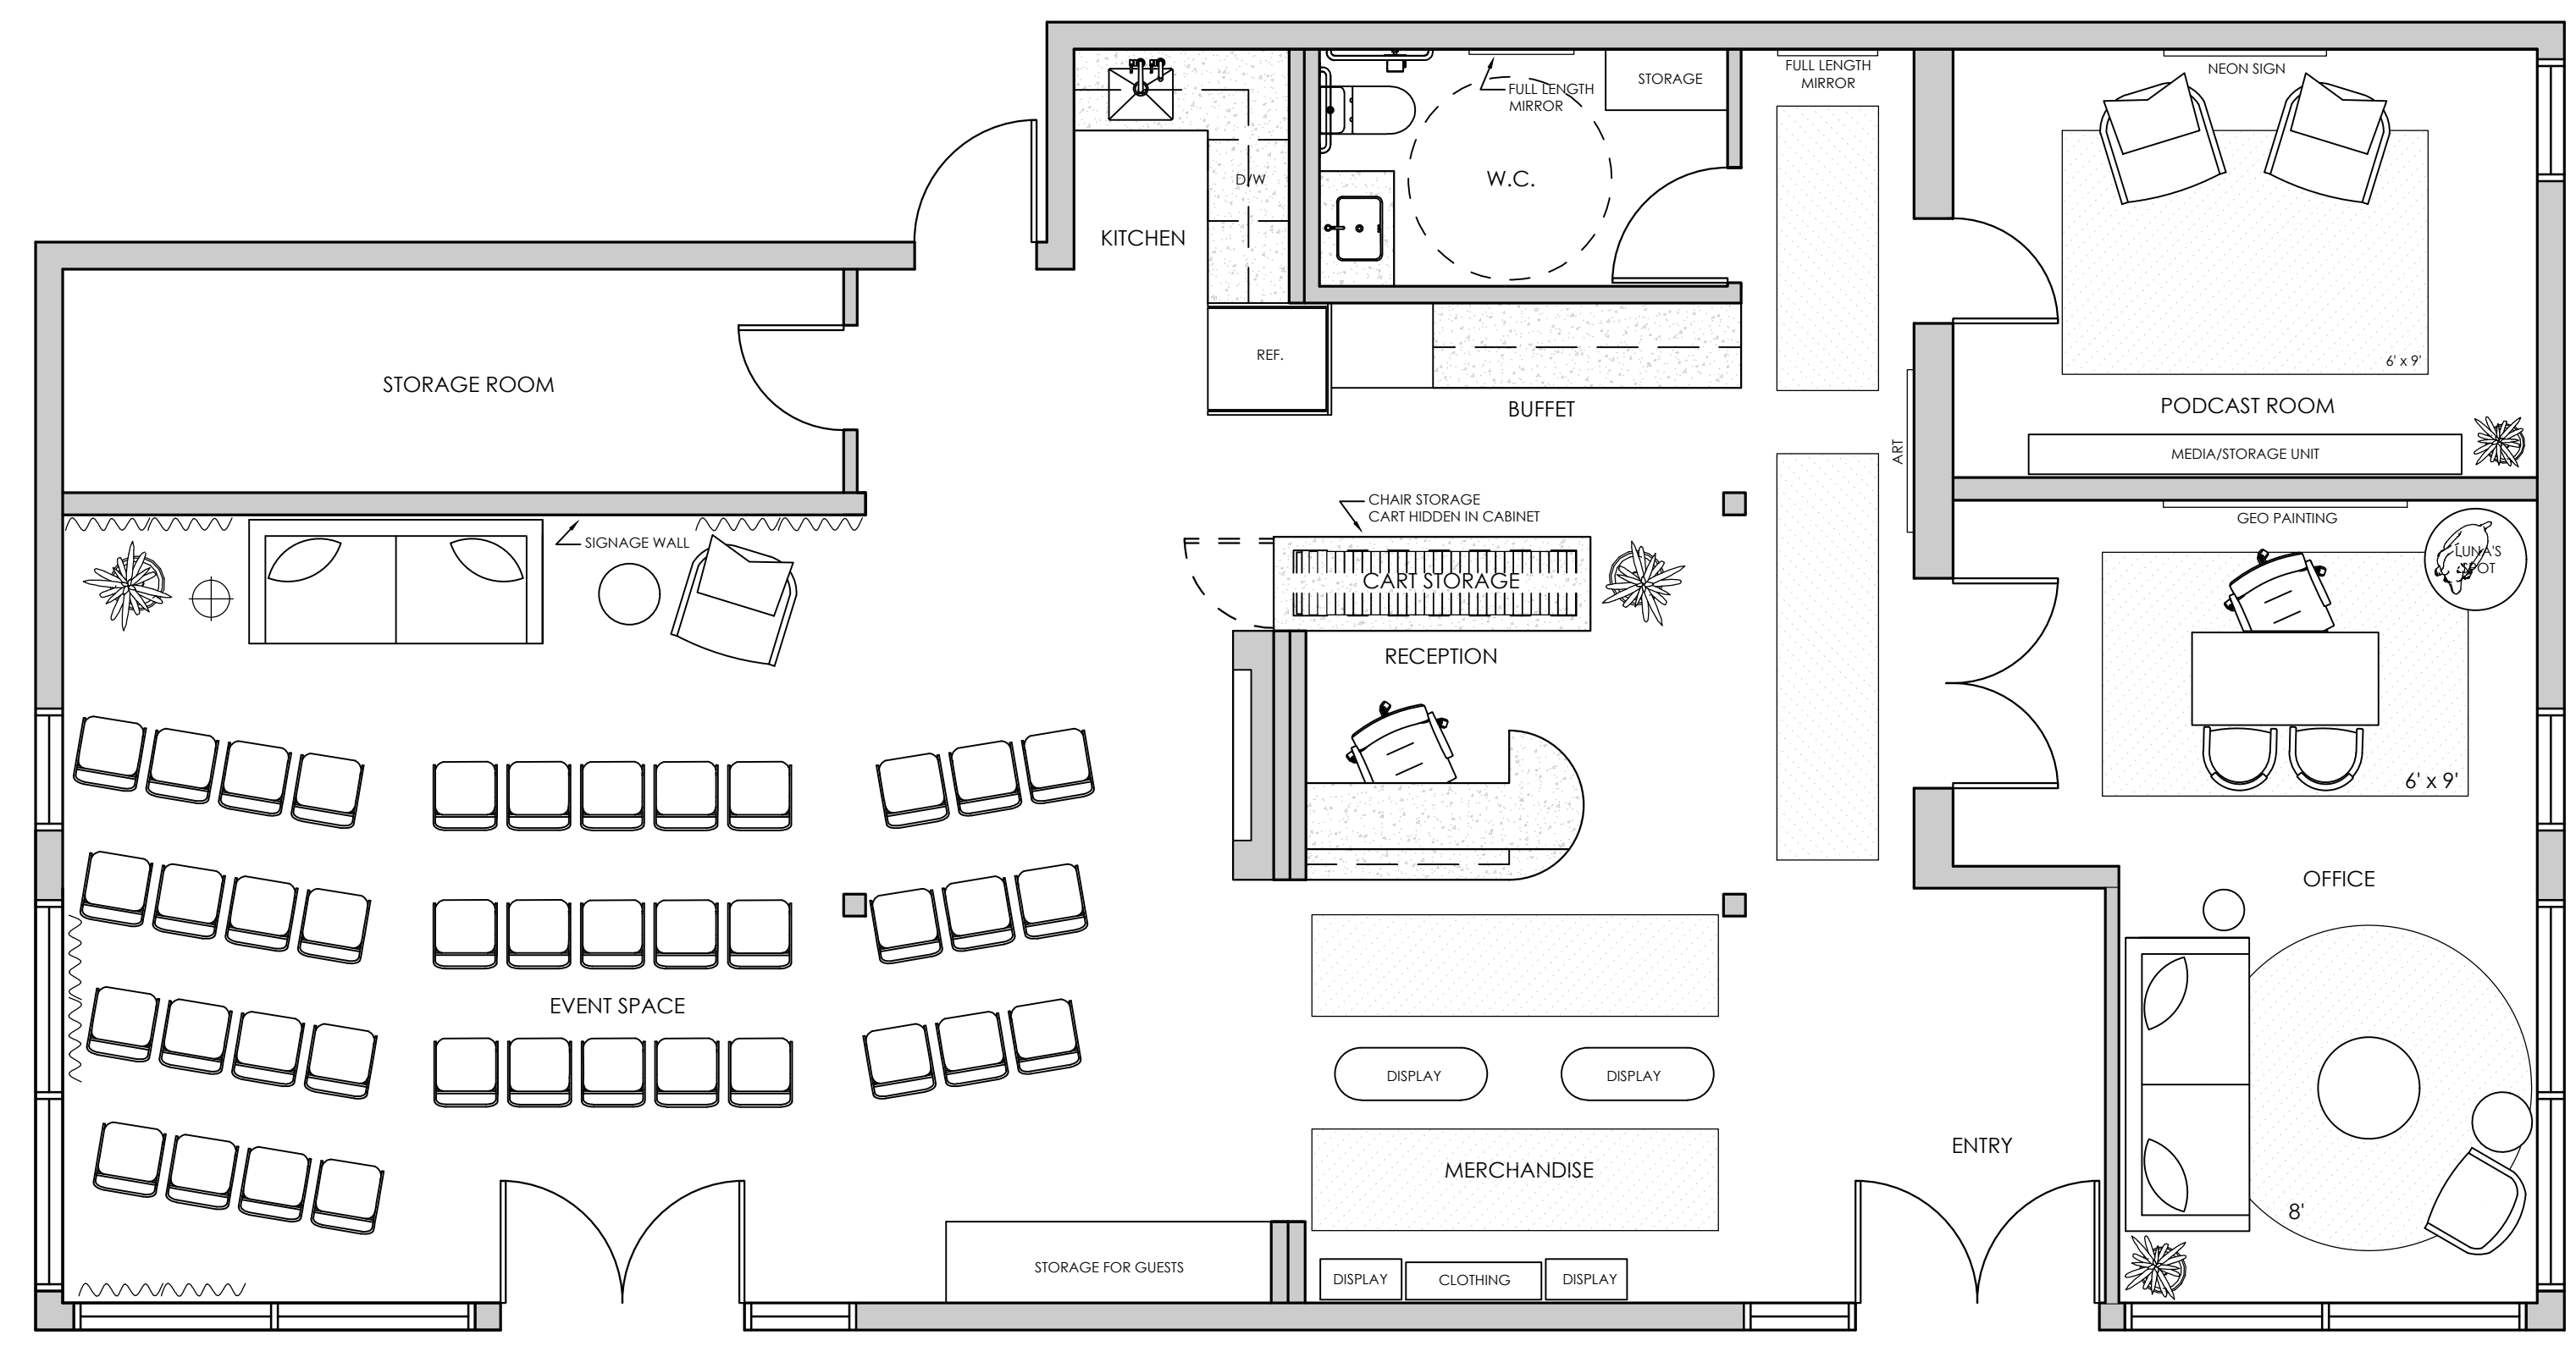 FULL LENGTH
MIRROR
STORAGE
FULL LENGTH
MIRROR
NEON SIGN
D/W
W.C.
KITCHEN
REF.
6' x 9'
STORAGE ROOM
BUFFET
PODCAST ROOM
ART
MEDIA/STORAGE UNIT
CHAIR STORAGE
CART HIDDEN IN CABINET
GEO PAINTING
SIGNAGE WALL
LUNA'S
SPOT
CART STORAGE
RECEPTION
6' x 9'
OFFICE
EVENT SPACE
DISPLAY
DISPLAY
ENTRY
MERCHANDISE
8'
STORAGE FOR GUESTS
DISPLAY
CLOTHING
DISPLAY